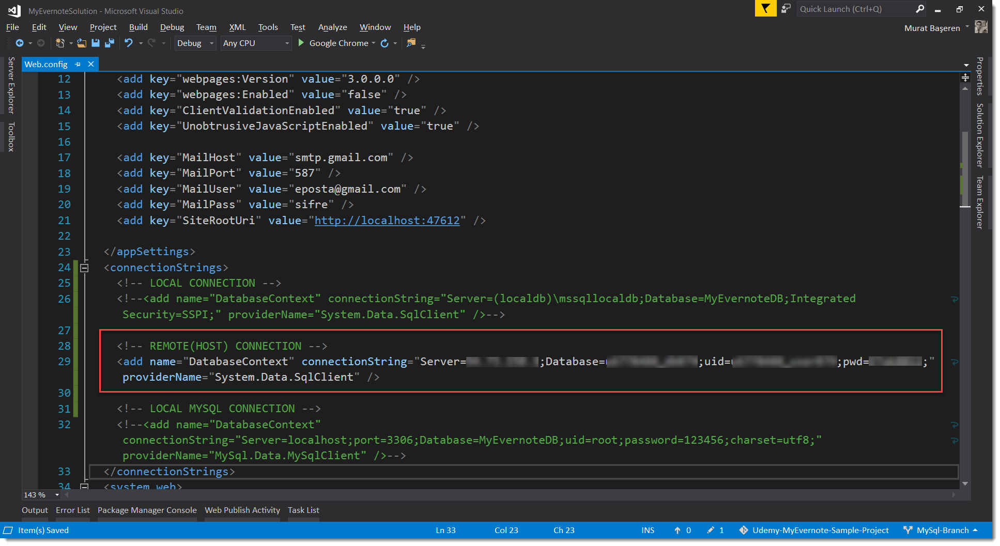 MyEvernoteSolution - Microsoft Visual Studio
Quick Launch (Ctrl+Q)
File Edit View Project Build Debug Team XML Tools Test Analyze Window Help
Murat Başeren
Debug Any CPU Google Chrome
Server Explorer
Toolbox
Web.config
Properties
Solution Explorer
Team Explorer
12 <add key="webpages:Version" value="3.0.0.0" />
13 <add key="webpages:Enabled" value="false" />
14 <add key="ClientValidationEnabled" value="true" />
15 <add key="UnobtrusiveJavaScriptEnabled" value="true" />
16
17 <add key="MailHost" value="smtp.gmail.com" />
18 <add key="MailPort" value="587" />
19 <add key="MailUser" value="eposta@gmail.com" />
20 <add key="MailPass" value="sifre" />
21 <add key="SiteRootUri" value="http://localhost:47612" />
22
23 </appSettings>
24 <connectionStrings>
25 <!-- LOCAL CONNECTION -->
26 <!--<add name="DatabaseContext" connectionString="Server=(localdb)\mssqllocaldb;Database=MyEvernoteDB;Integrated
Security=SSPI;" providerName="System.Data.SqlClient" />-->
27
28 <!-- REMOTE(HOST) CONNECTION -->
29 <add name="DatabaseContext" connectionString="Server= ;Database= ;uid= ;pwd= ;"
providerName="System.Data.SqlClient" />
30
31 <!-- LOCAL MYSQL CONNECTION -->
32 <!--<add name="DatabaseContext"
connectionString="Server=localhost;port=3306;Database=MyEvernoteDB;uid=root;password=123456;charset=utf8;"
providerName="MySql.Data.MySqlClient" />-->
33 </connectionStrings>
34 <system.web>
143 %
Output Error List Package Manager Console Web Publish Activity Task List
Item(s) Saved Ln 33 Col 23 Ch 23 INS 0 1 Udemy-MyEvernote-Sample-Project MySql-Branch